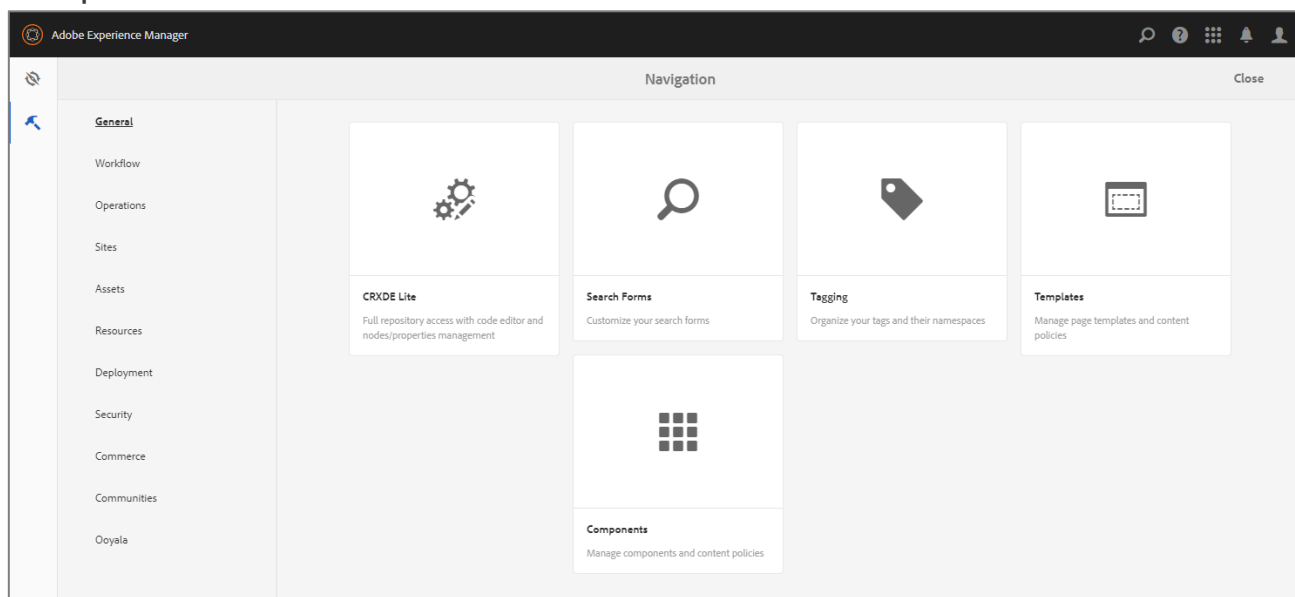 Adobe Experience Manager
Navigation
Close
General
Workflow
Operations
Sites
Assets
Resources
Deployment
Security
Commerce
Communities
Ooyala
CRXDE Lite
Full repository access with code editor and
nodes/properties management
Search Forms
Customize your search forms
Tagging
Organize your tags and their namespaces
Templates
Manage page templates and content
policies
Components
Manage components and content policies